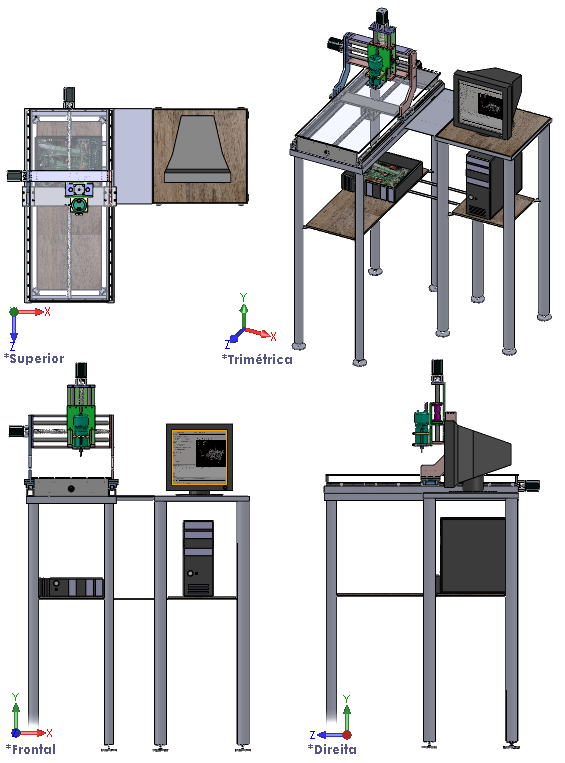 X
Z
*Superior
Y
X
Z
*Trimétrica
Y
X
*Frontal
Y
Z
*Direita